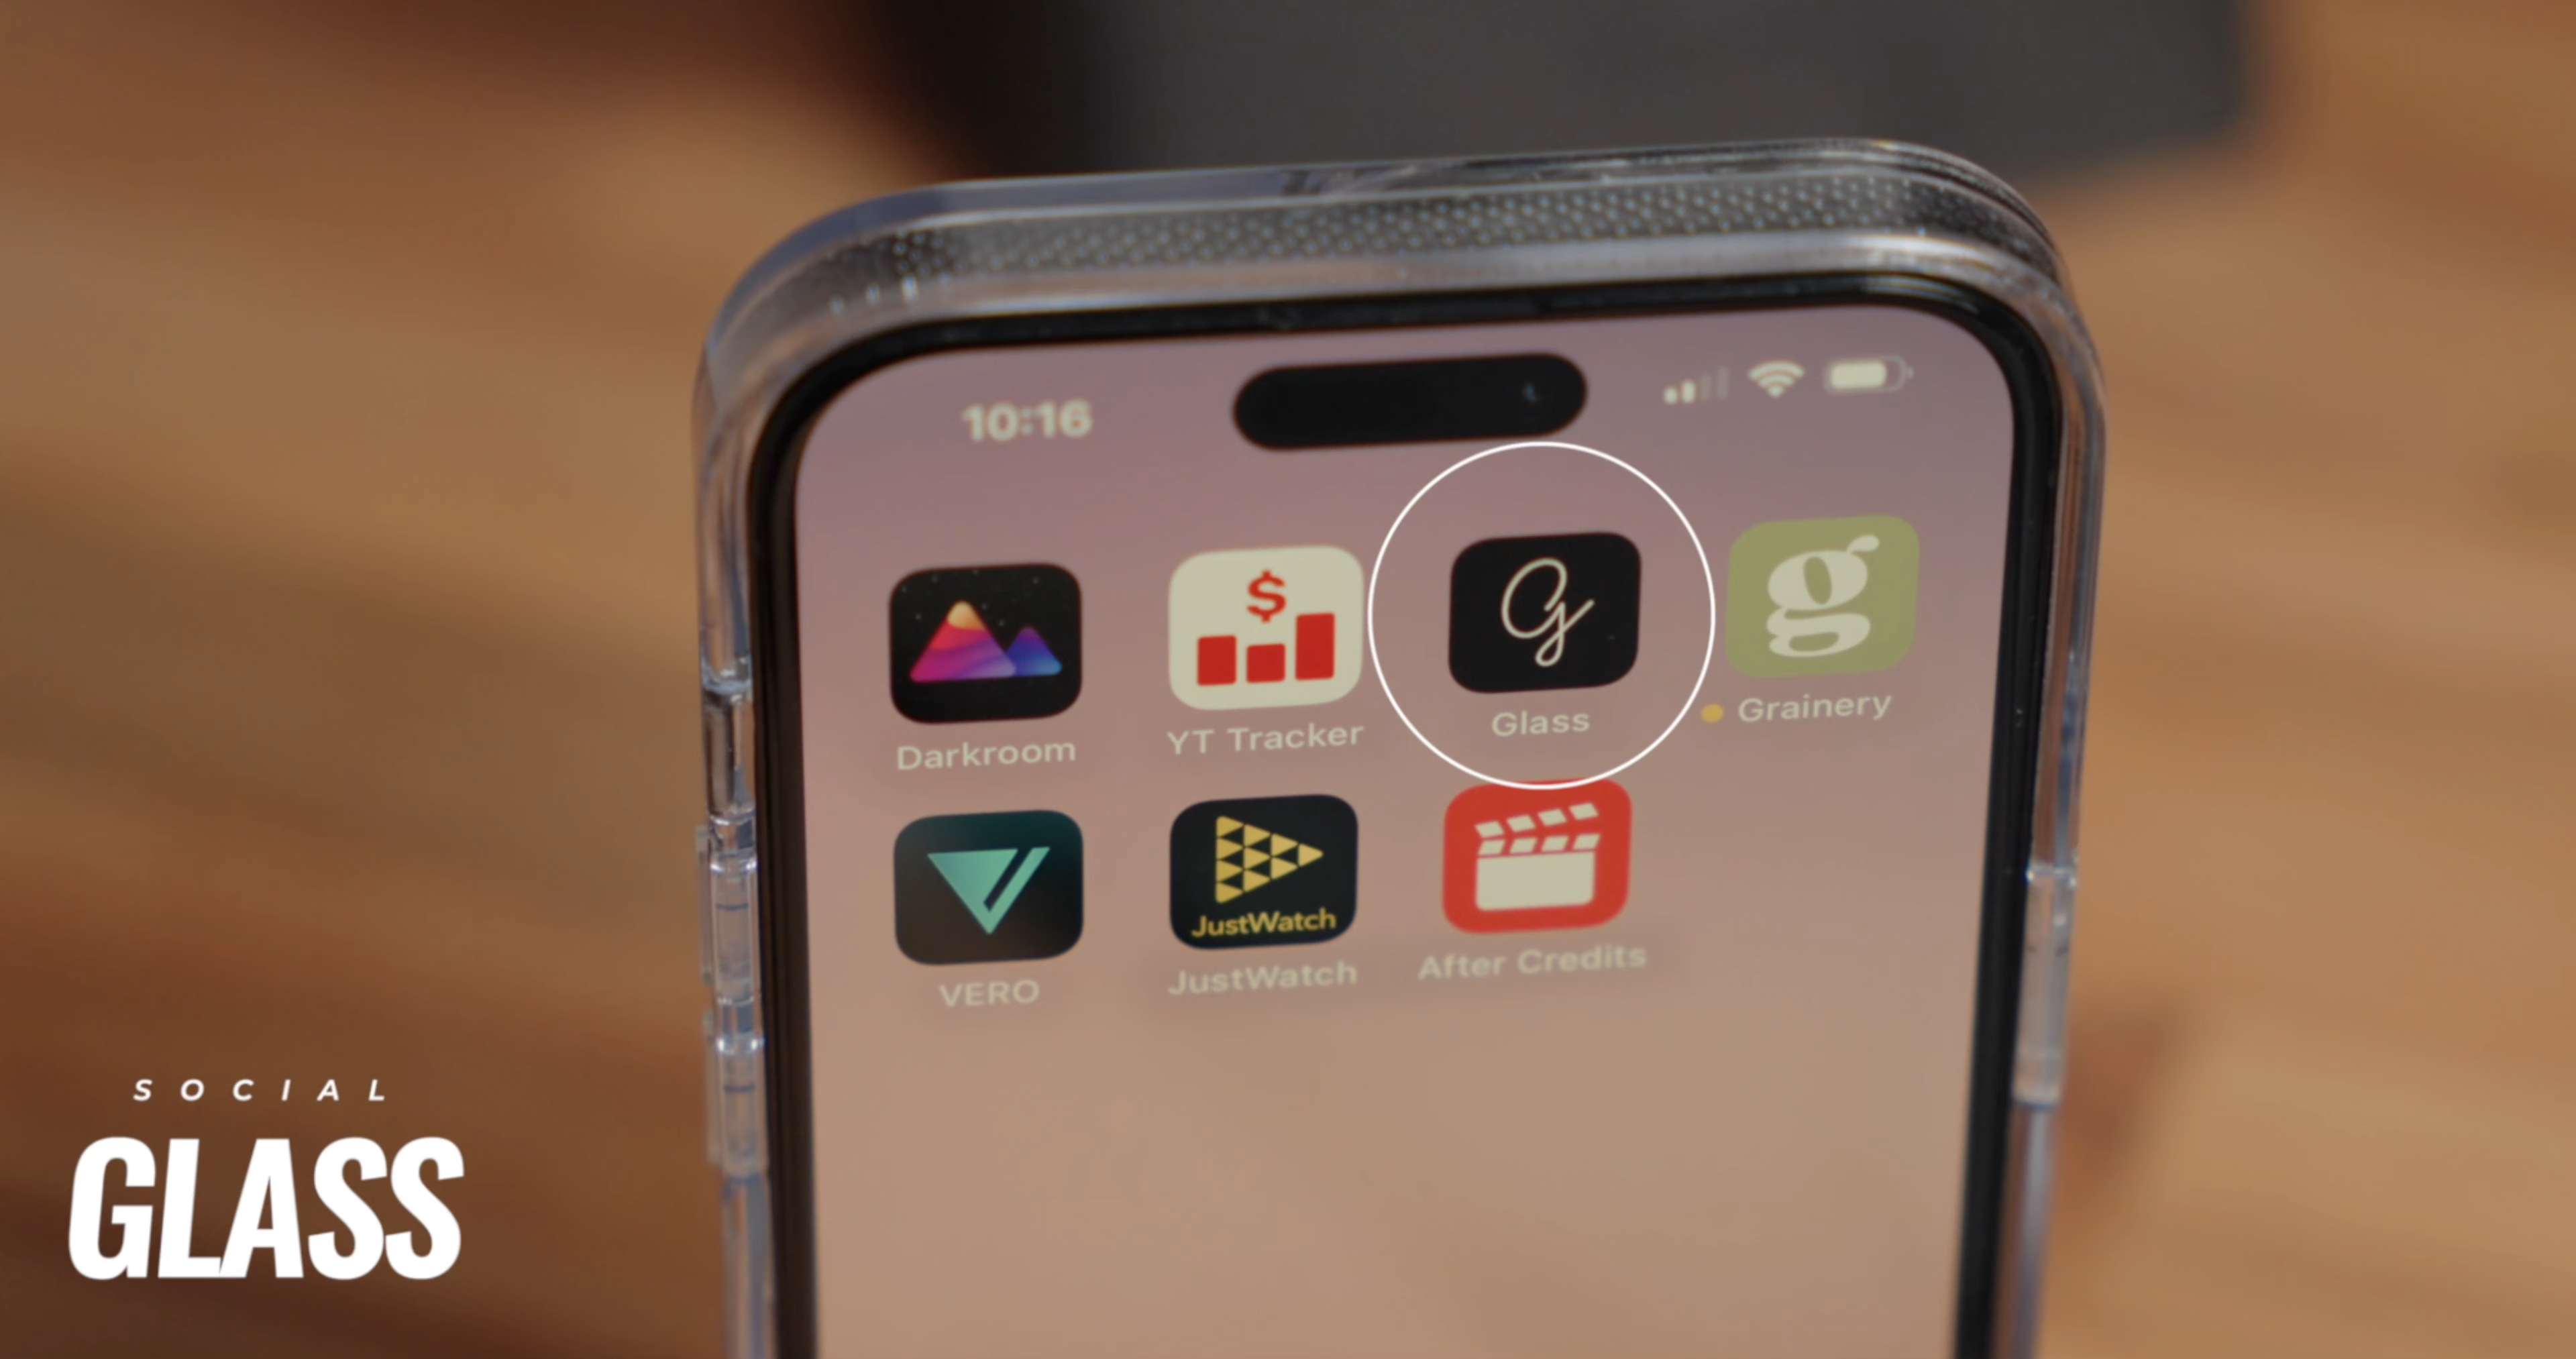 10:16
$
g
g
Darkroom
YT Tracker
Glass
Grainery
JustWatch
VERO
JustWatch
After Credits
SOCIAL
GLASS